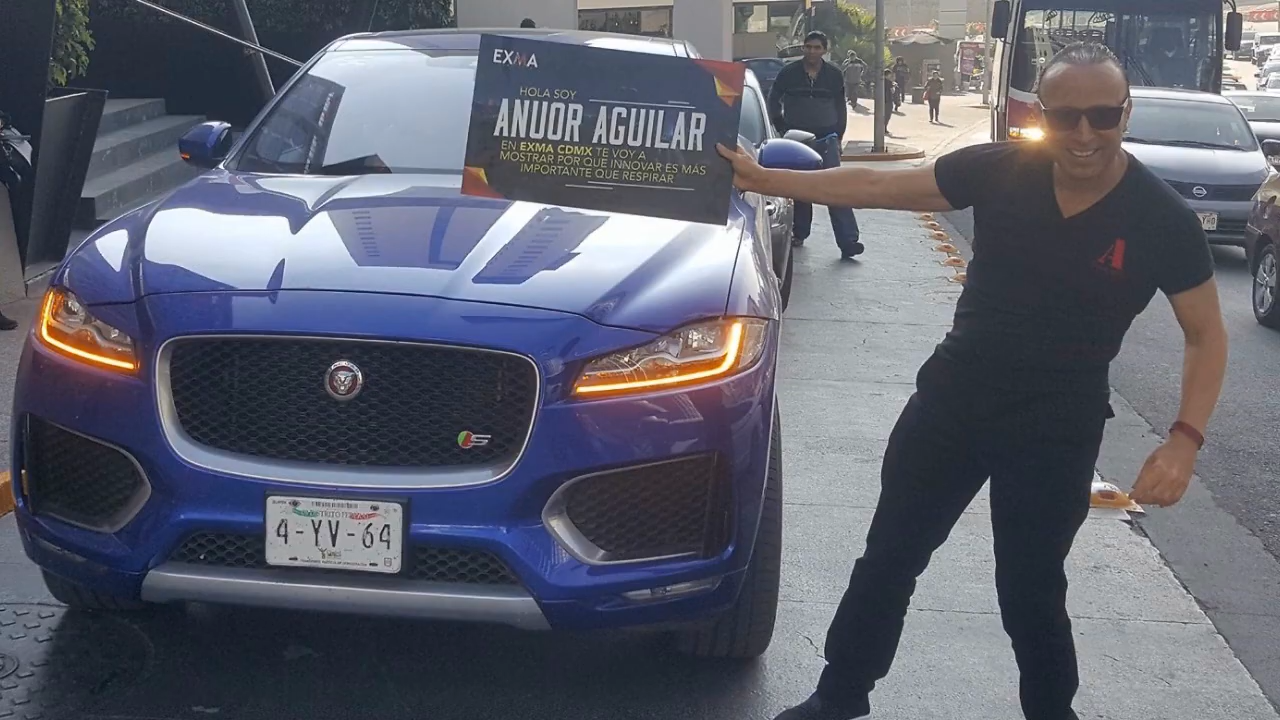 EXMA
HOLA SOY
ANUOR AGUILAR
EN EXMA CDMX TE VOY A
MOSTRAR POR QUE INNOVAR ES MÁS
IMPORTANTE QUE RESPIRAR
A
S
4-YV-64